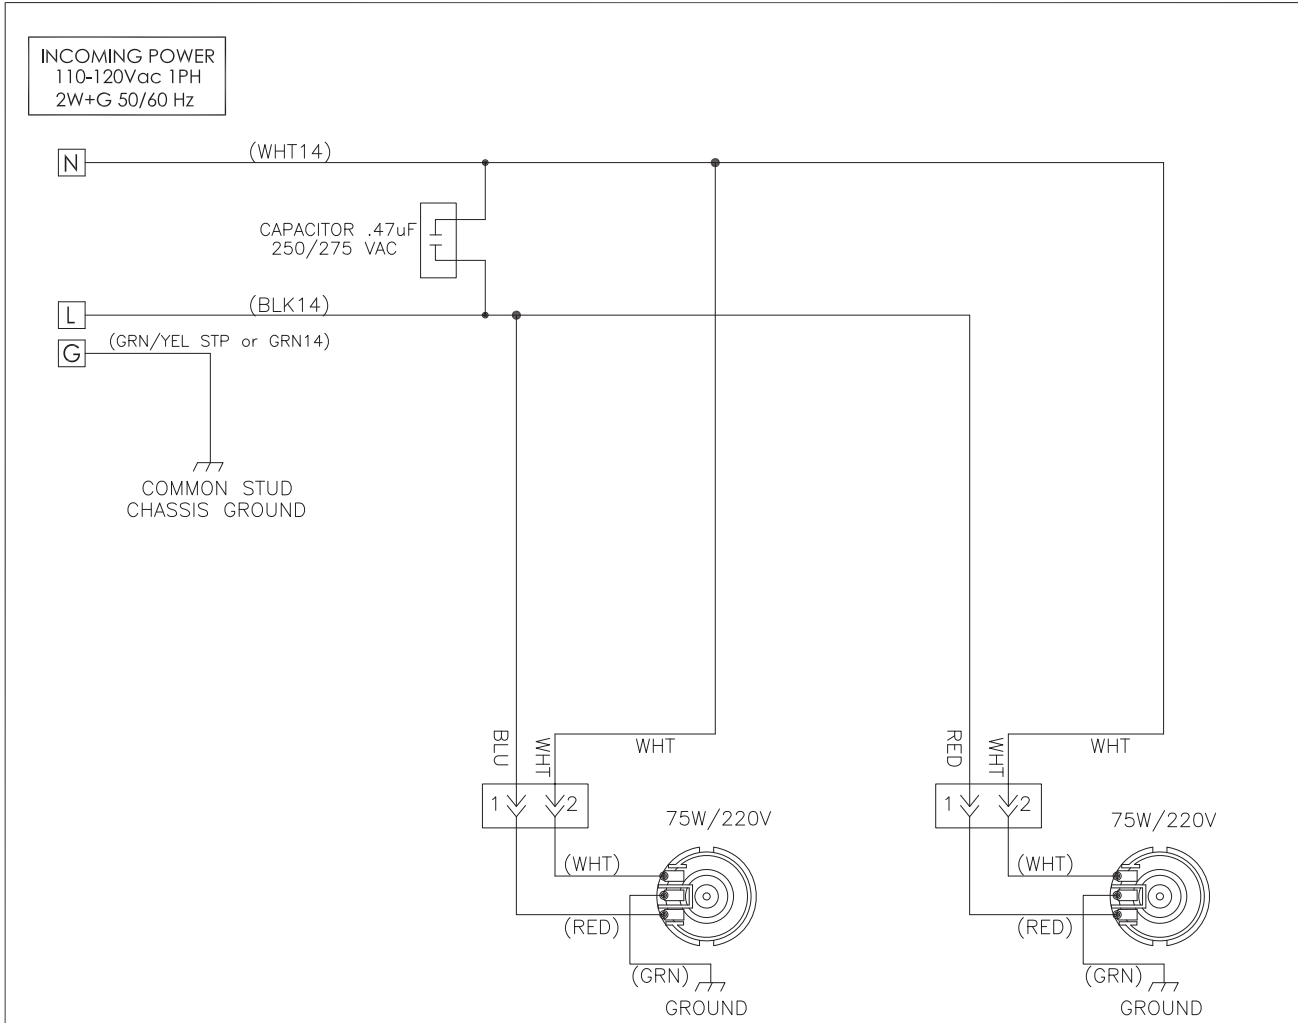 INCOMING POWER
110-120Vac 1PH
2W+G 50/60 Hz
N
(WHT14)
CAPACITOR .47uF
250/275 VAC
L
(BLK14)
G
(GRN/YEL STP or GRN14)
COMMON STUD
CHASSIS GROUND
BLU
WHT
WHT
RED
WHT
WHT
1
2
1
2
75W/220V
75W/220V
(WHT)
(WHT)
(RED)
(RED)
(GRN)
(GRN)
GROUND
GROUND